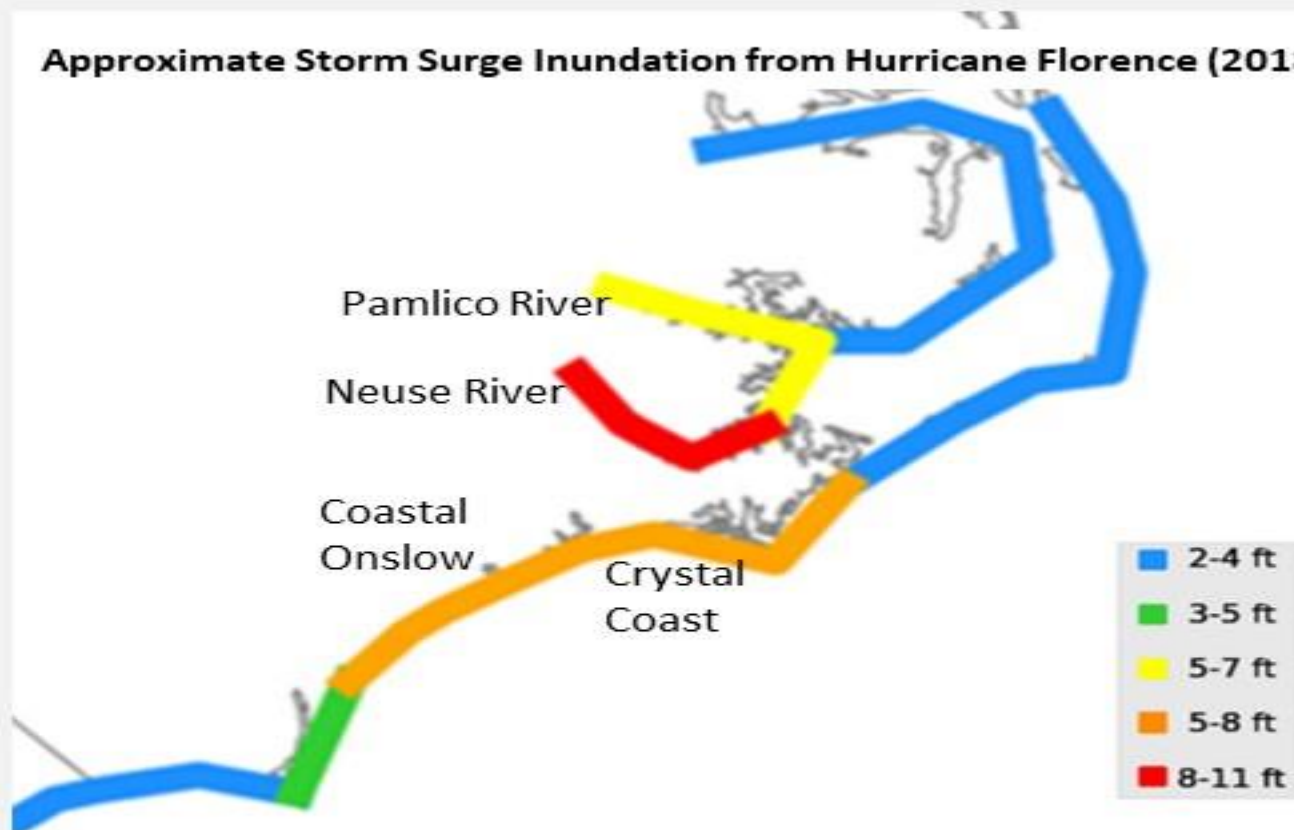 Approximate Storm Surge Inundation from Hurricane Florence (201
Pamlico River
Neuse River
Coastal
Onslow
Crystal
Coast
2-4 ft
3-5 ft
5-7 ft
5-8 ft
8-11 ft